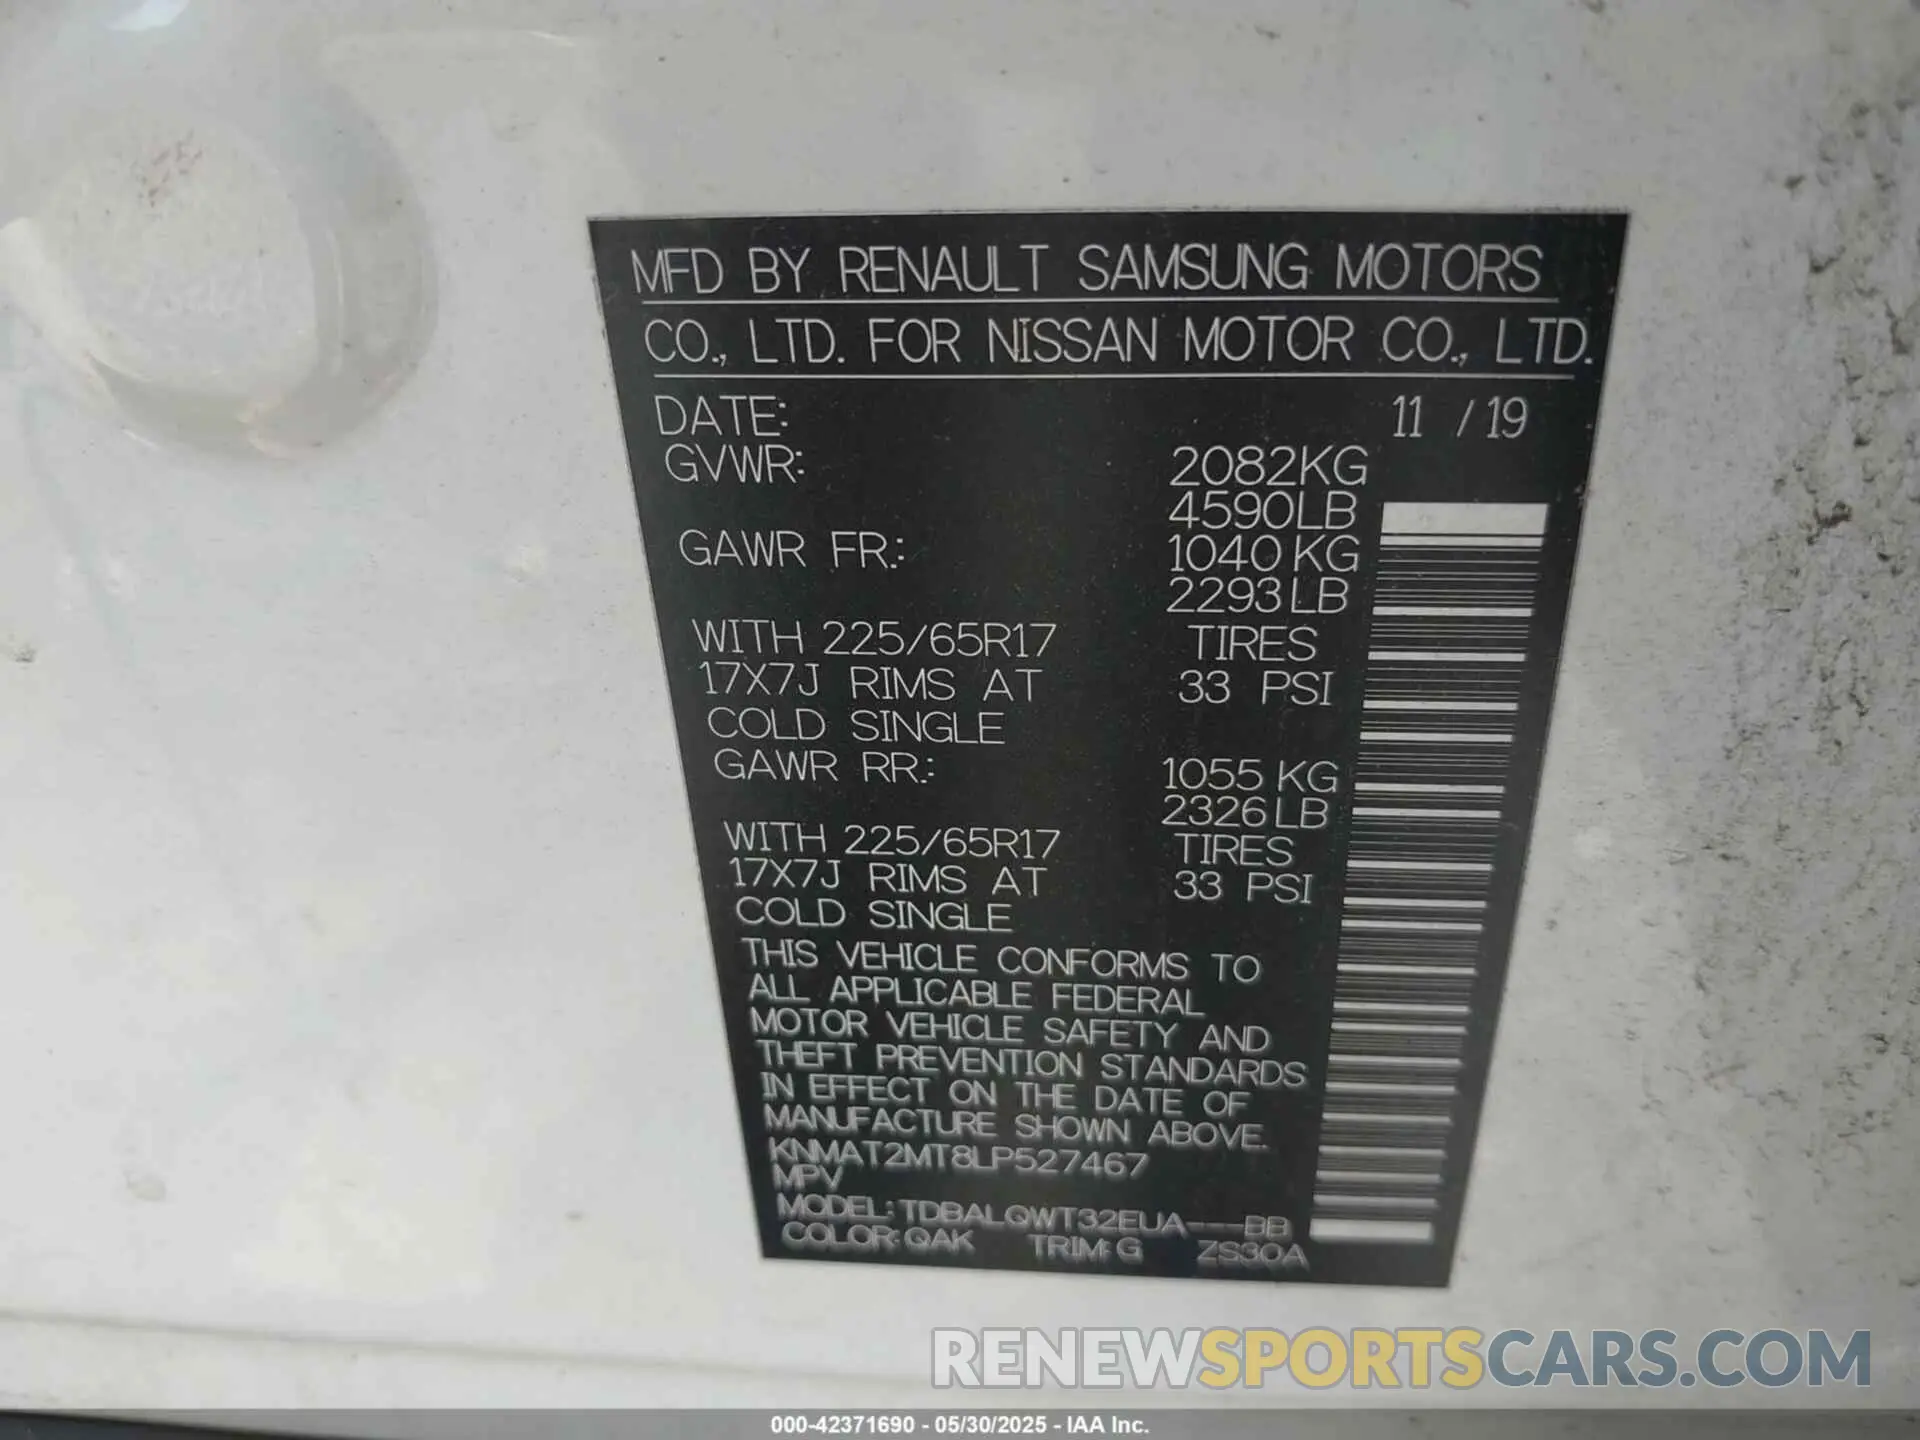 MFD BY RENAULT SAMSUNG MOTORS
CO., LTD. FOR NISSAN MOTOR CO., LTD.
DATE: 11 / 19
GVWR: 2082KG
4590LB
GAWR FR.: 1040 KG
2293LB
WITH 225/65R17 TIRES
17X7J RIMS AT 33 PSI
COLD SINGLE
GAWR RR.: 1055 KG
2326LB
WITH 225/65R17 TIRES
17X7J RIMS AT 33 PSI
COLD SINGLE
THIS VEHICLE CONFORMS TO
ALL APPLICABLE FEDERAL
MOTOR VEHICLE SAFETY AND
THEFT PREVENTION STANDARDS
IN EFFECT ON THE DATE OF
MANUFACTURE SHOWN ABOVE.
KNMAT2MT8LP527467
MPV
MODEL: TDBALQWT32EUA---BB
COLOR: QAK TRIM: G ZS30A
RENEWSPORTSCARS.COM
000-42371690 - 05/30/2025 - IAA Inc.